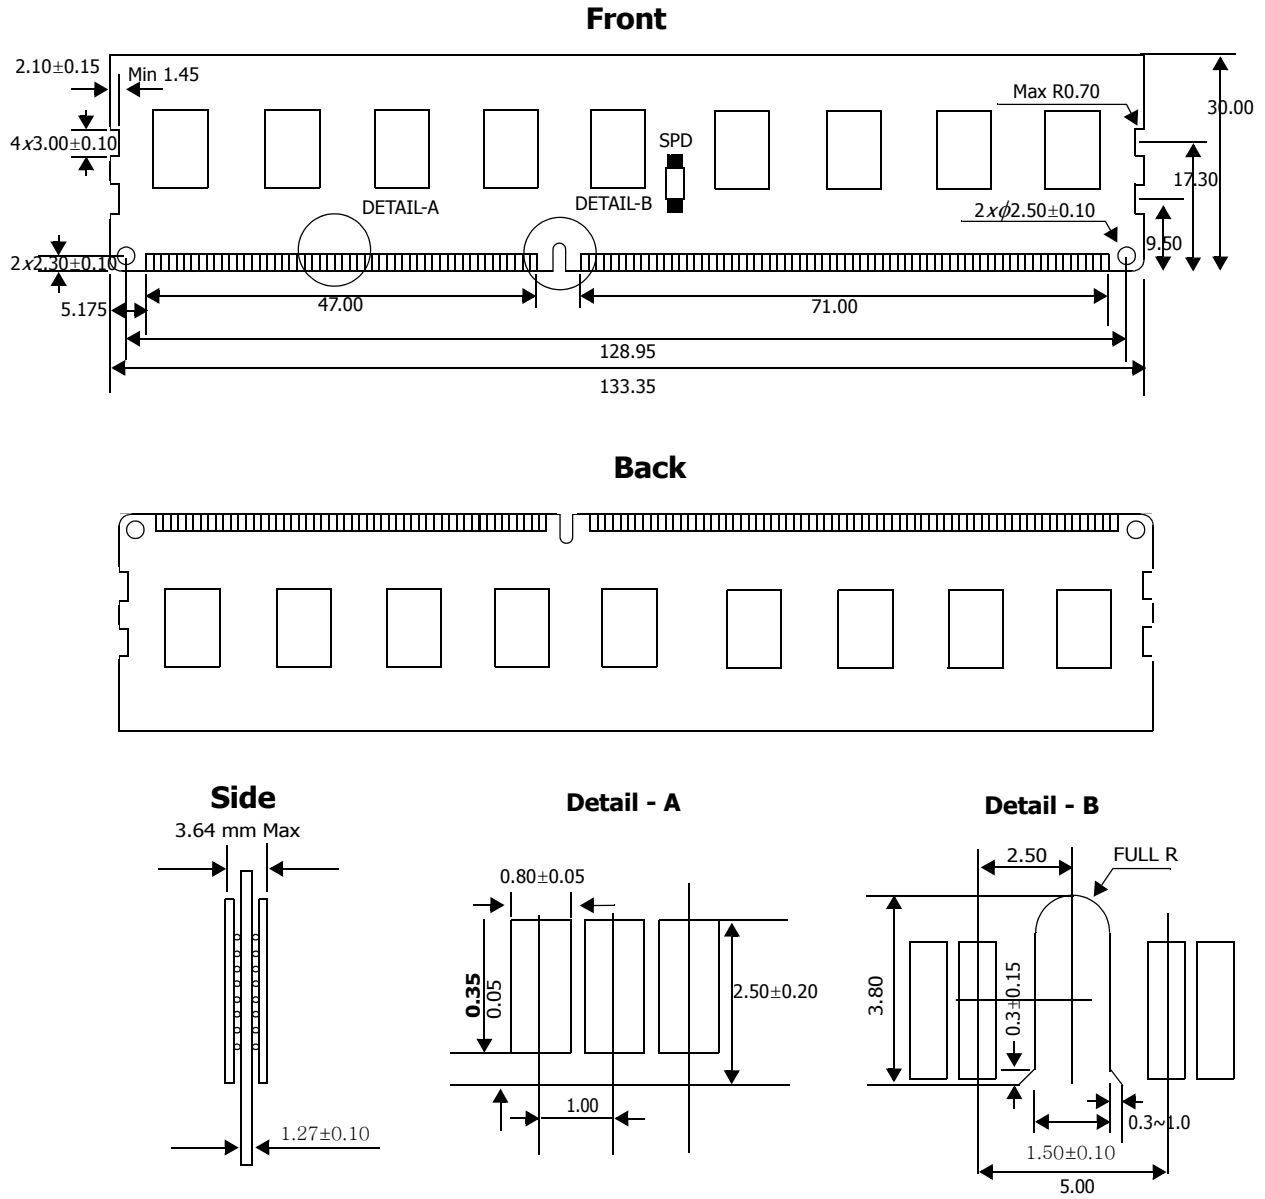 Front
2.10±0.15
Min 1.45
Max R0.70
30.00
4x3.00±0.10
SPD
17.30
DETAIL-A
DETAIL-B
2xϕ2.50±0.10
9.50
2x2.30±0.10
5.175
47.00
71.00
128.95
133.35
Back
Side
Detail - A
Detail - B
3.64 mm Max
2.50
FULL R
0.80±0.05
0.35
0.05
2.50±0.20
3.80
0.3±0.15
1.00
0.3~1.0
1.27±0.10
1.50±0.10
5.00